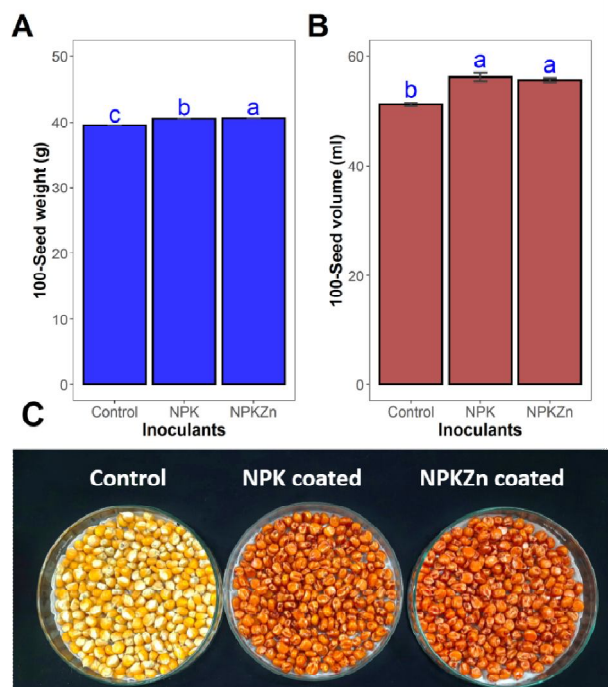 A
50
40
30
20
10
0
100-Seed weight (g)
c
b
a
Control
NPK
NPKZn
Inoculants
B
60
40
20
0
100-Seed volume (ml)
b
a
a
Control
NPK
NPKZn
Inoculants
C
Control
NPK coated
NPKZn coated